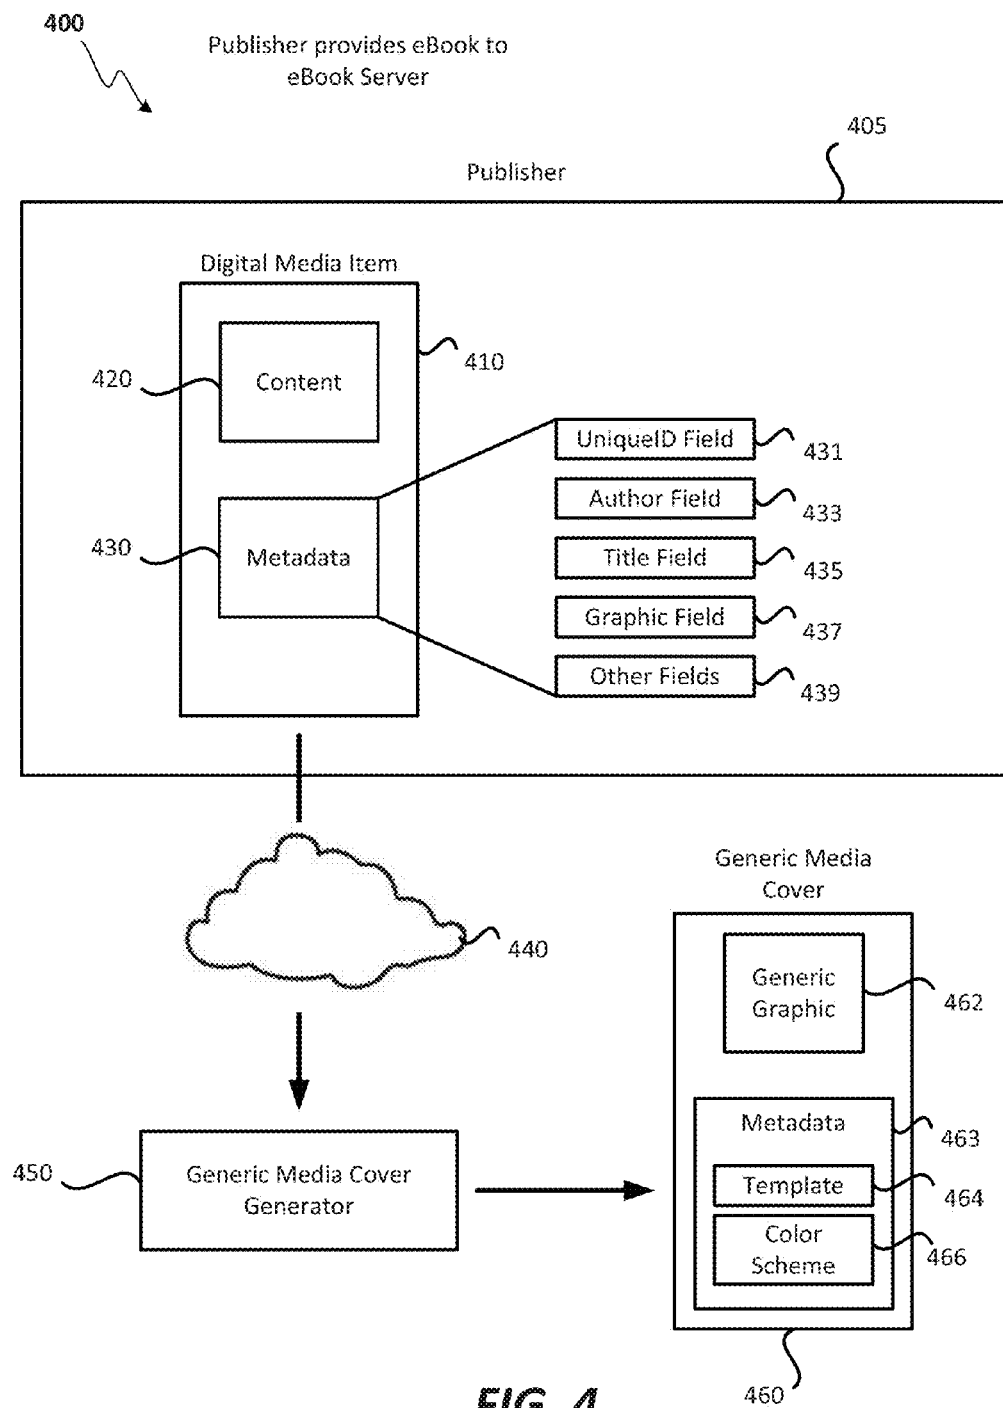 400
Publisher provides eBook to
eBook Server
405
Publisher
Digital Media Item
410
420
Content
UniqueID Field
431
Author Field
433
430
Metadata
Title Field
435
Graphic Field
437
Other Fields
439
Generic Media
Cover
440
Generic
Graphic
462
Metadata
463
450
Generic Media Cover
Generator
Template
464
Color
Scheme
466
460
FIG. 4